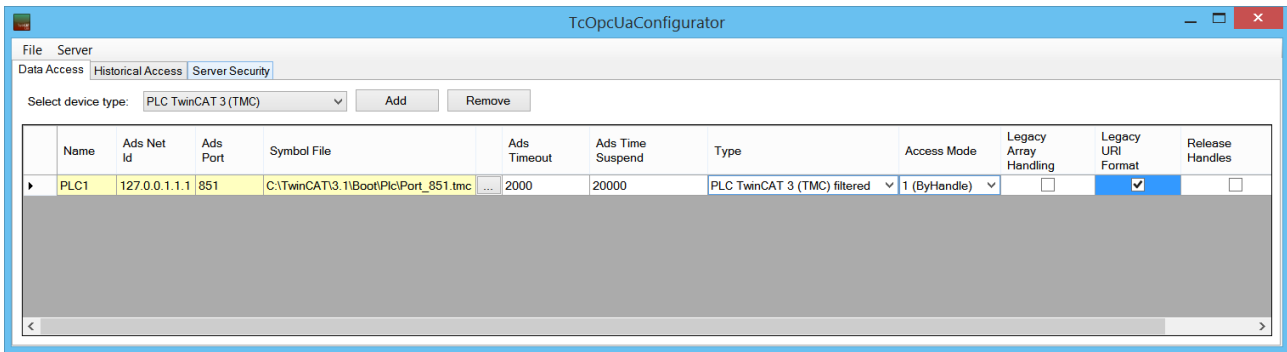 TcOpcUaConfigurator
File Server
Data Access Historical Access Server Security
Select device type: PLC TwinCAT 3 (TMC) Add Remove
Name Ads Net Id Ads Port Symbol File Ads Timeout Ads Time Suspend Type Access Mode Legacy Array Handling Legacy URI Format Release Handles
PLC1 127.0.0.1.1.1 851 C:\TwinCAT\3.1\Boot\Plc\Port_851.tmc ... 2000 20000 PLC TwinCAT 3 (TMC) filtered 1 (ByHandle)